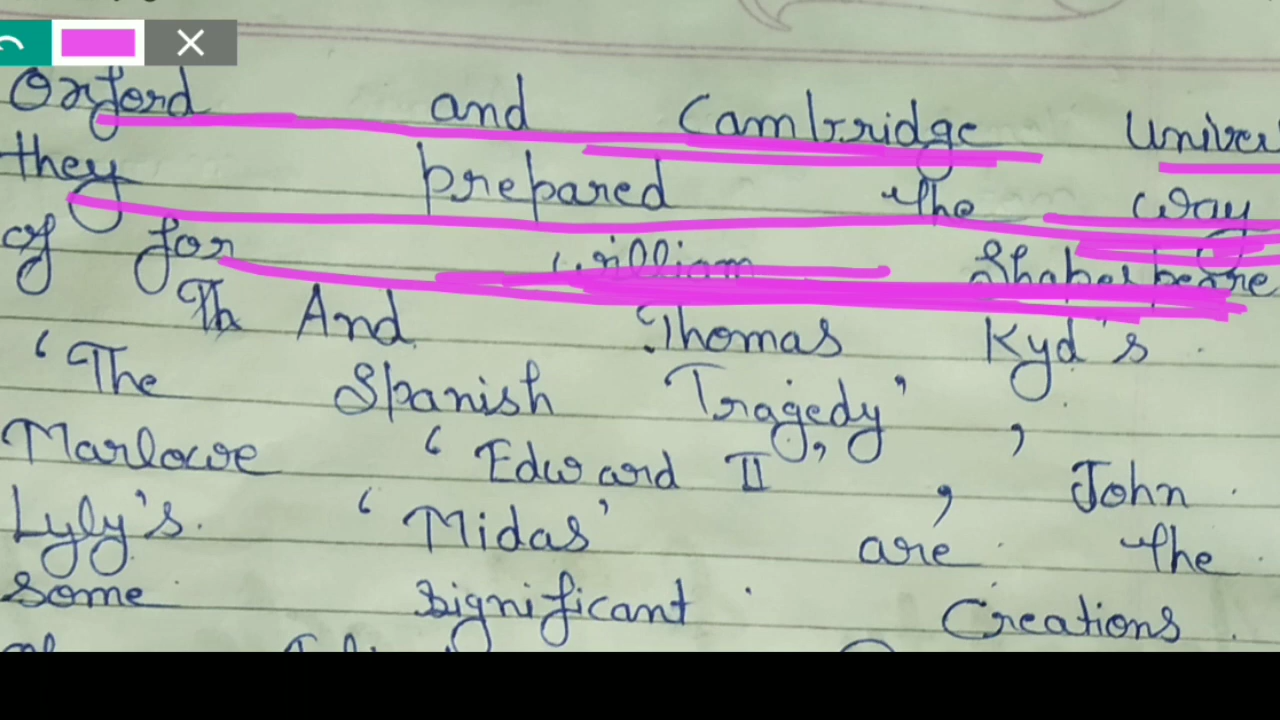 Oxford and Cambridge Univer
they prepared the way
of for William Shakespeare
Th And Thomas Kyd's
'The Spanish Tragedy',
Marlowe 'Edward II', John
Lyly's 'Midas' are the
some significant Creations